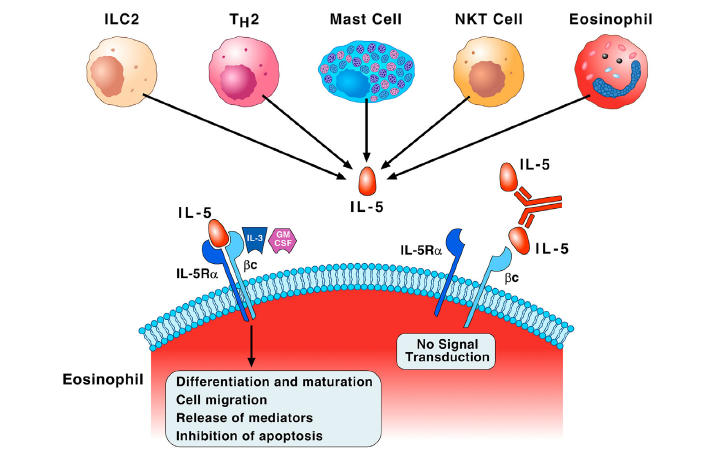 ILC2
TH2
Mast Cell
NKT Cell
Eosinophil
IL-5
IL-5
IL-5
IL-3
GM
CSF
IL-5Rα
βc
IL-5Rα
IL-5
βc
No Signal
Transduction
Eosinophil
Differentiation and maturation
Cell migration
Release of mediators
Inhibition of apoptosis